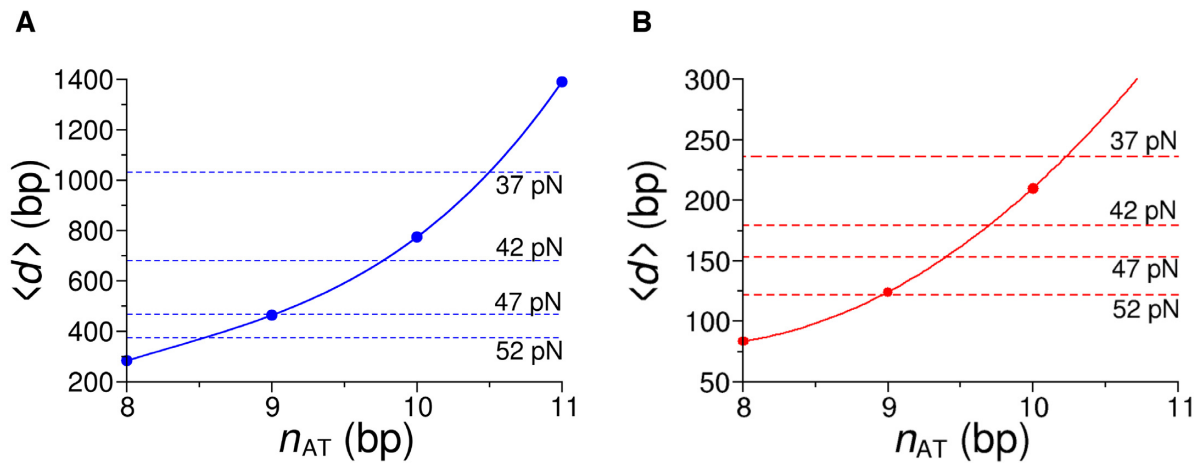 A
1400
1200
1000
800
600
400
200
<d> (bp)
37 pN
42 pN
47 pN
52 pN
8 9 10 11
nAT (bp)
B
300
250
200
150
100
50
<d> (bp)
37 pN
42 pN
47 pN
52 pN
8 9 10 11
nAT (bp)